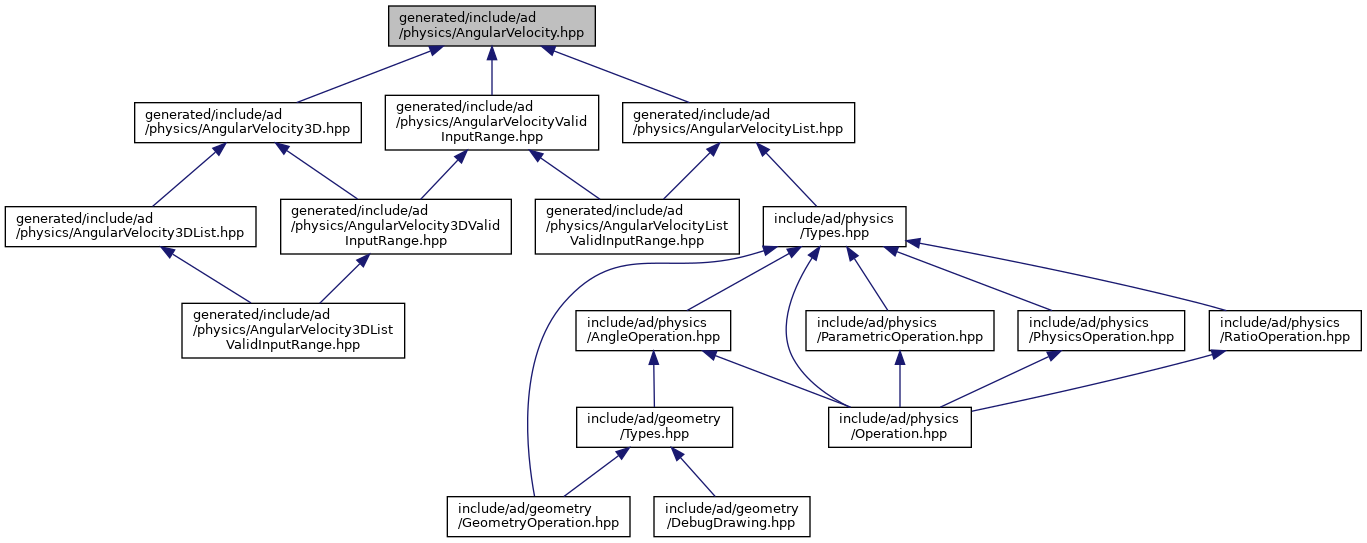 generated/include/ad
/physics/AngularVelocity.hpp
generated/include/ad
/physics/AngularVelocity3D.hpp
generated/include/ad
/physics/AngularVelocityValid
InputRange.hpp
generated/include/ad
/physics/AngularVelocityList.hpp
generated/include/ad
/physics/AngularVelocity3DList.hpp
generated/include/ad
/physics/AngularVelocity3DValid
InputRange.hpp
generated/include/ad
/physics/AngularVelocityList
ValidInputRange.hpp
include/ad/physics
/Types.hpp
generated/include/ad
/physics/AngularVelocity3DList
ValidInputRange.hpp
include/ad/physics
/AngleOperation.hpp
include/ad/physics
/ParametricOperation.hpp
include/ad/physics
/PhysicsOperation.hpp
include/ad/physics
/RatioOperation.hpp
include/ad/geometry
/Types.hpp
include/ad/physics
/Operation.hpp
include/ad/geometry
/GeometryOperation.hpp
include/ad/geometry
/DebugDrawing.hpp